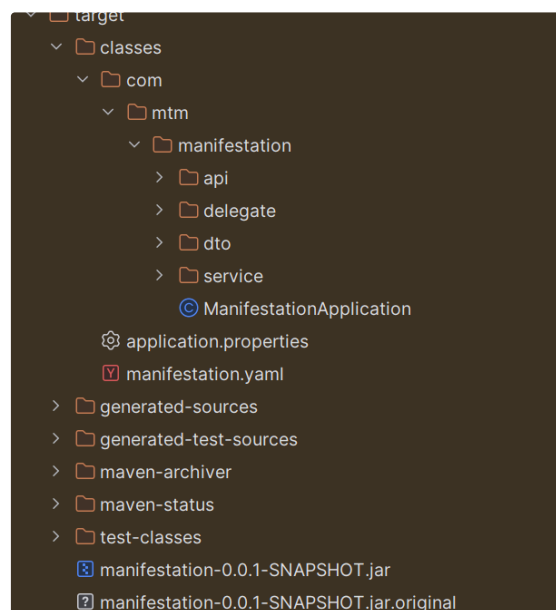 target
classes
com
mtm
manifestation
api
delegate
dto
service
ManifestationApplication
application.properties
manifestation.yaml
generated-sources
generated-test-sources
maven-archiver
maven-status
test-classes
manifestation-0.0.1-SNAPSHOT.jar
manifestation-0.0.1-SNAPSHOT.jar.original